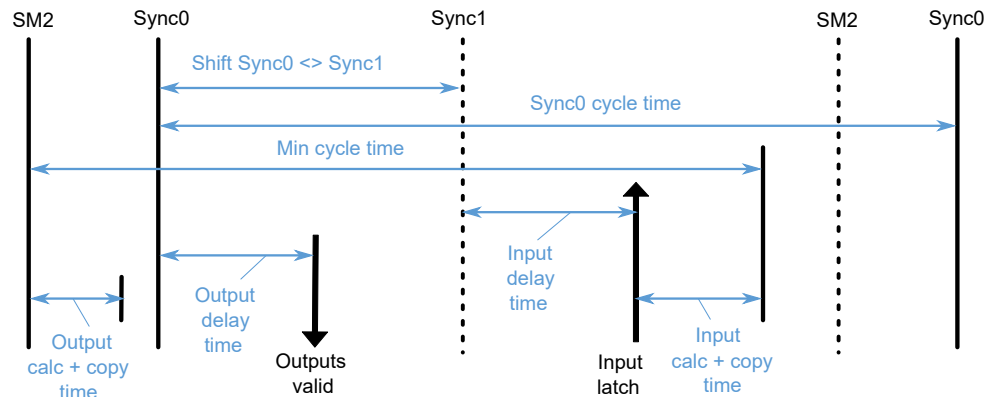 SM2
Sync0
Sync1
SM2
Sync0
Shift Sync0 <> Sync1
Sync0 cycle time
Min cycle time
Input
delay
time
Output
delay
time
Output
calc + copy
time
Outputs
valid
Input
latch
Input
calc + copy
time